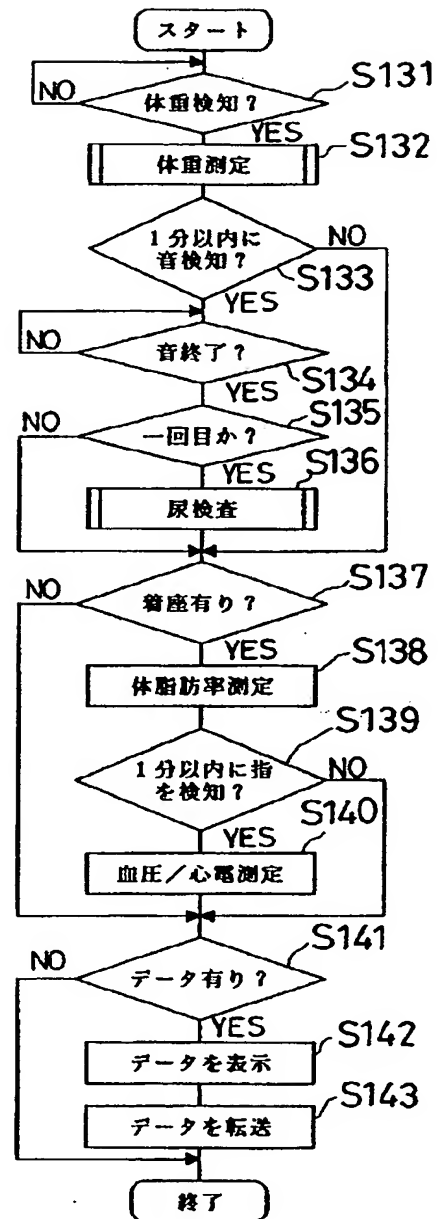 スタート
S131
NO
体重検知?
YES
S132
体重測定
1分以内に
音検知?
NO
S133
YES
NO
音終了?
S134
YES
S135
NO
一回目か?
S136
YES
尿検査
S137
NO
着座有り?
YES
S138
体脂肪率測定
S139
1分以内に指
を検知?
NO
YES
S140
血圧/心電測定
S141
NO
データ有り?
YES
S142
データを表示
S143
データを転送
終了